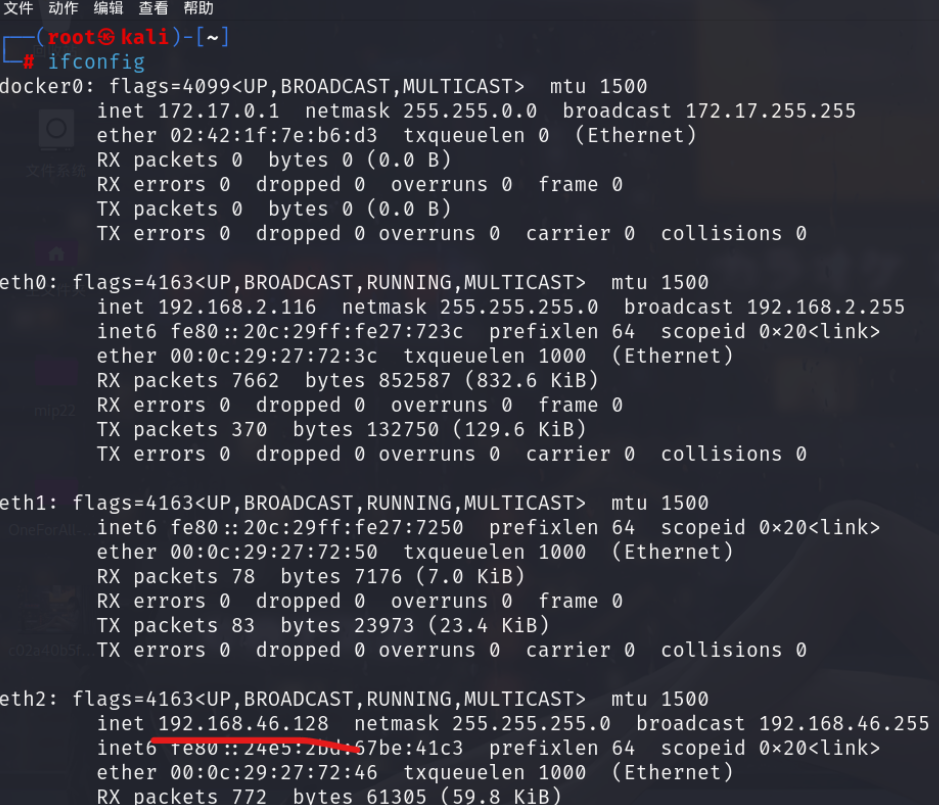 文件 动作 编辑 查看 帮助
┌──(root㉿kali)-[~]
└─# ifconfig
docker0: flags=4099<UP,BROADCAST,MULTICAST>  mtu 1500
        inet 172.17.0.1  netmask 255.255.0.0  broadcast 172.17.255.255
        ether 02:42:1f:7e:b6:d3  txqueuelen 0  (Ethernet)
        RX packets 0  bytes 0 (0.0 B)
        RX errors 0  dropped 0  overruns 0  frame 0
        TX packets 0  bytes 0 (0.0 B)
        TX errors 0  dropped 0 overruns 0  carrier 0  collisions 0
eth0: flags=4163<UP,BROADCAST,RUNNING,MULTICAST>  mtu 1500
        inet 192.168.2.116  netmask 255.255.255.0  broadcast 192.168.2.255
        inet6 fe80::20c:29ff:fe27:723c  prefixlen 64  scopeid 0×20<link>
        ether 00:0c:29:27:72:3c  txqueuelen 1000  (Ethernet)
        RX packets 7662  bytes 852587 (832.6 KiB)
        RX errors 0  dropped 0  overruns 0  frame 0
        TX packets 370  bytes 132750 (129.6 KiB)
        TX errors 0  dropped 0 overruns 0  carrier 0  collisions 0
eth1: flags=4163<UP,BROADCAST,RUNNING,MULTICAST>  mtu 1500
        inet6 fe80::20c:29ff:fe27:7250  prefixlen 64  scopeid 0×20<link>
        ether 00:0c:29:27:72:50  txqueuelen 1000  (Ethernet)
        RX packets 78  bytes 7176 (7.0 KiB)
        RX errors 0  dropped 0  overruns 0  frame 0
        TX packets 83  bytes 23973 (23.4 KiB)
        TX errors 0  dropped 0 overruns 0  carrier 0  collisions 0
eth2: flags=4163<UP,BROADCAST,RUNNING,MULTICAST>  mtu 1500
        inet 192.168.46.128  netmask 255.255.255.0  broadcast 192.168.46.255
        inet6 fe80::24e5:2bd:67be:41c3  prefixlen 64  scopeid 0×20<link>
        ether 00:0c:29:27:72:46  txqueuelen 1000  (Ethernet)
        RX packets 772  bytes 61305 (59.8 KiB)
文件系统
mip22
OneForAll-...